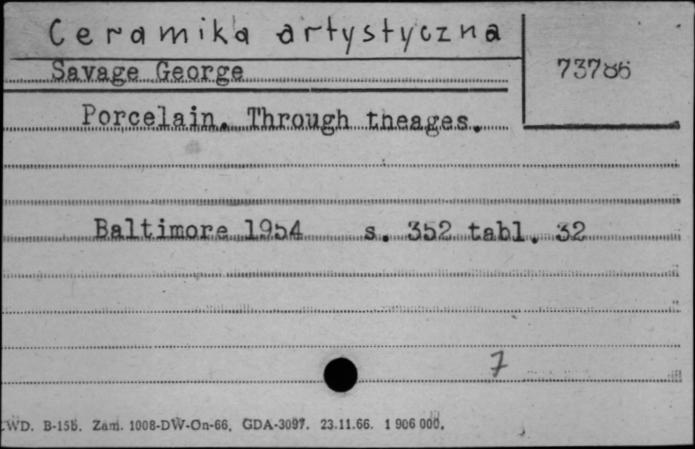 Ceramika artystyczna
Savage George
73786
Porcelain. Through theages.
Baltimore 1954 s. 352 tabl. 32
7
WD. B-15b. Zam. 1008-DW-On-66. GDA-3097. 23.11.66. 1 906 000.